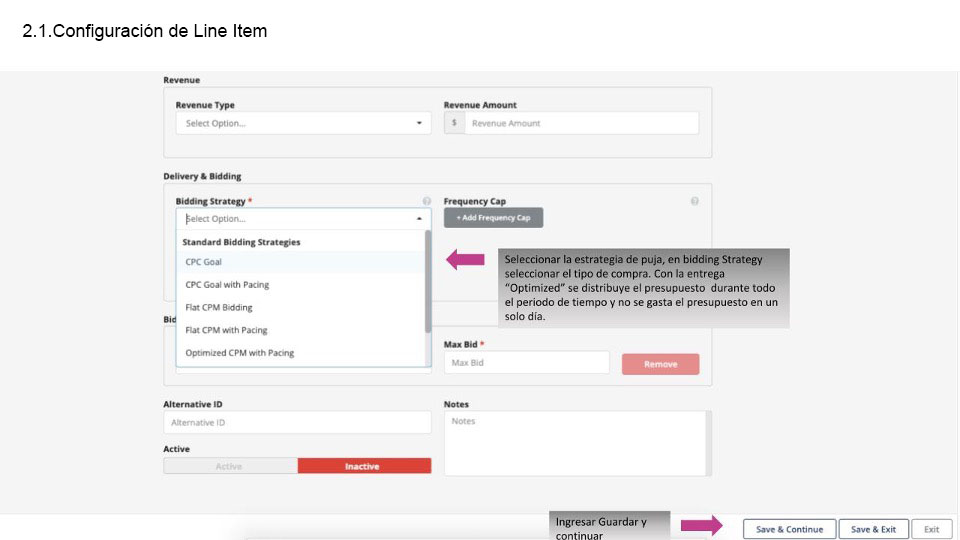 2.1.Configuración de Line Item
Revenue
Revenue Type
Revenue Amount
Select Option...
$ Revenue Amount
Delivery & Bidding
Bidding Strategy *
Frequency Cap
Select Option...
+ Add Frequency Cap
Standard Bidding Strategies
CPC Goal
CPC Goal with Pacing
Flat CPM Bidding
Flat CPM with Pacing
Optimized CPM with Pacing
Seleccionar la estrategia de puja, en bidding Strategy
seleccionar el tipo de compra. Con la entrega
“Optimized” se distribuye el presupuesto durante todo
el periodo de tiempo y no se gasta el presupuesto en un
solo día.
Bid
Max Bid *
Max Bid
Remove
Alternative ID
Alternative ID
Notes
Notes
Active
Active
Inactive
Ingresar Guardar y
continuar
Save & Continue
Save & Exit
Exit